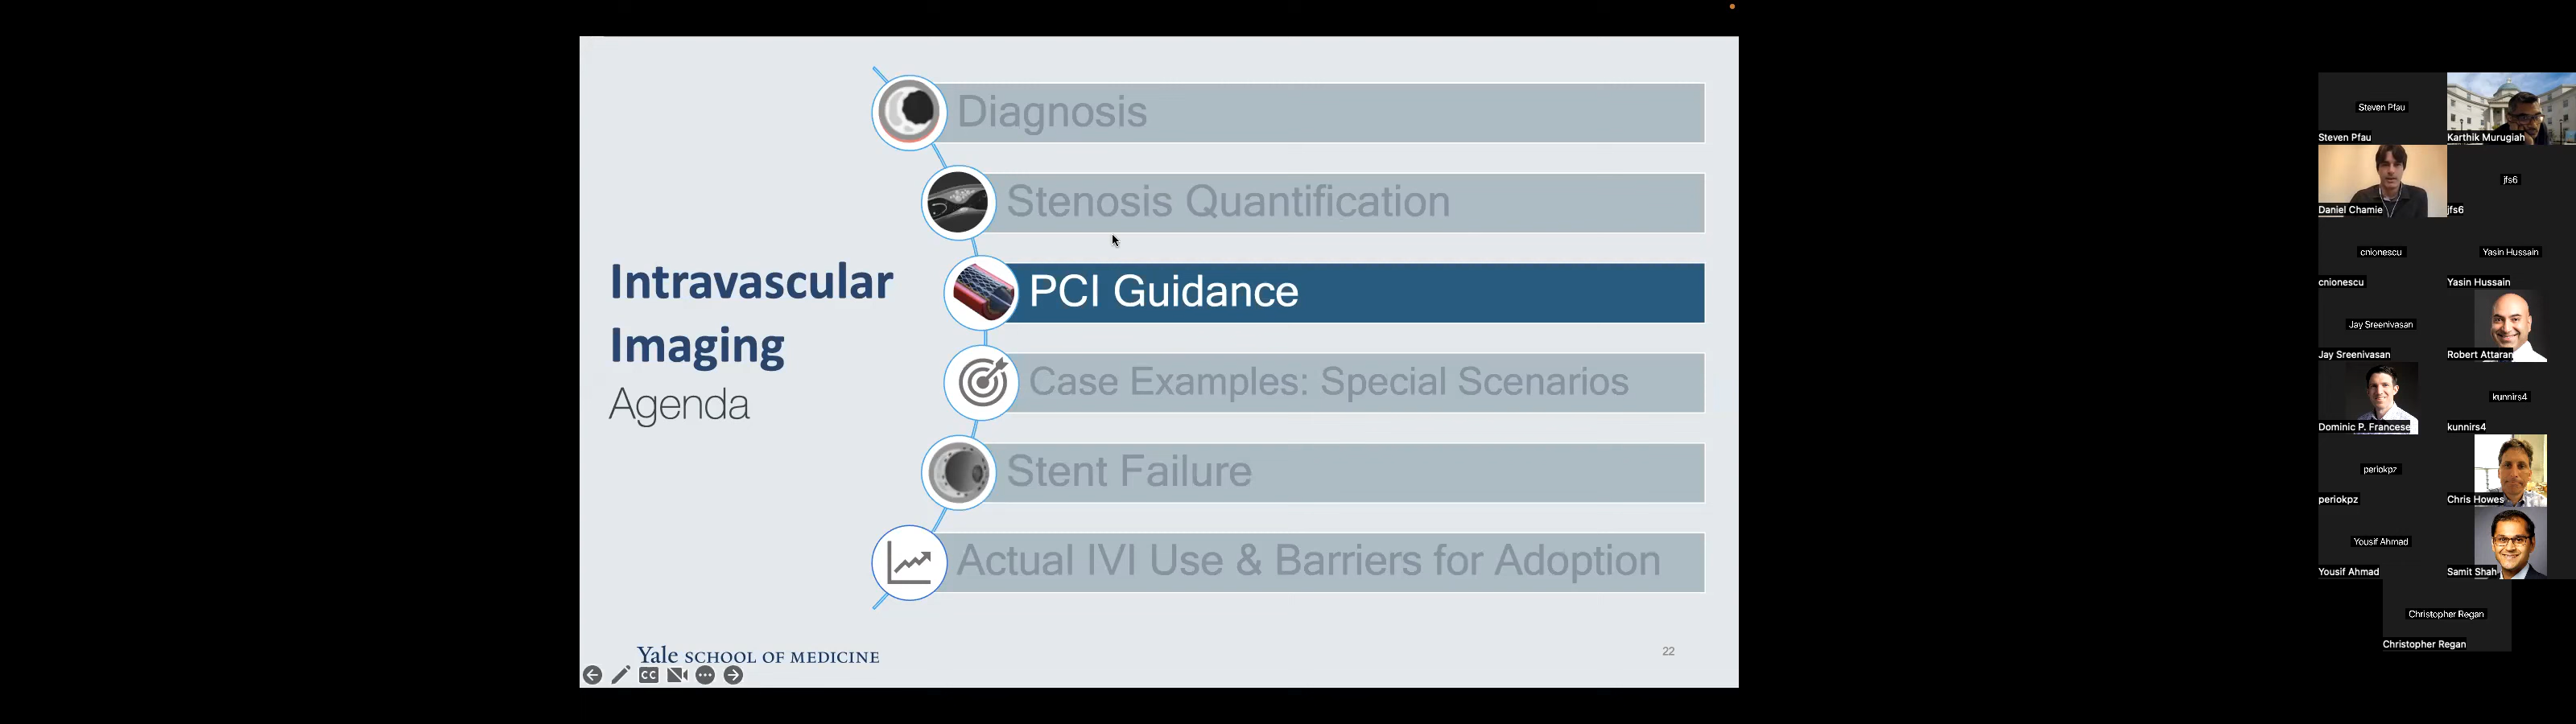 Intravascular
Imaging
Agenda
Diagnosis
Stenosis Quantification
PCI Guidance
Case Examples: Special Scenarios
Stent Failure
Actual IVI Use & Barriers for Adoption
Yale SCHOOL OF MEDICINE
22
CC
Steven Pfau
Steven Pfau
Karthik Murugiah
Daniel Chamie
jfs6
jfs6
cnionescu
cnionescu
Yasin Hussain
Yasin Hussain
Jay Sreenivasan
Jay Sreenivasan
Robert Attaran
Dominic P. Francese
kunnirs4
kunnirs4
periokpz
periokpz
Chris Howes
Yousif Ahmad
Yousif Ahmad
Samit Shah
Christopher Regan
Christopher Regan